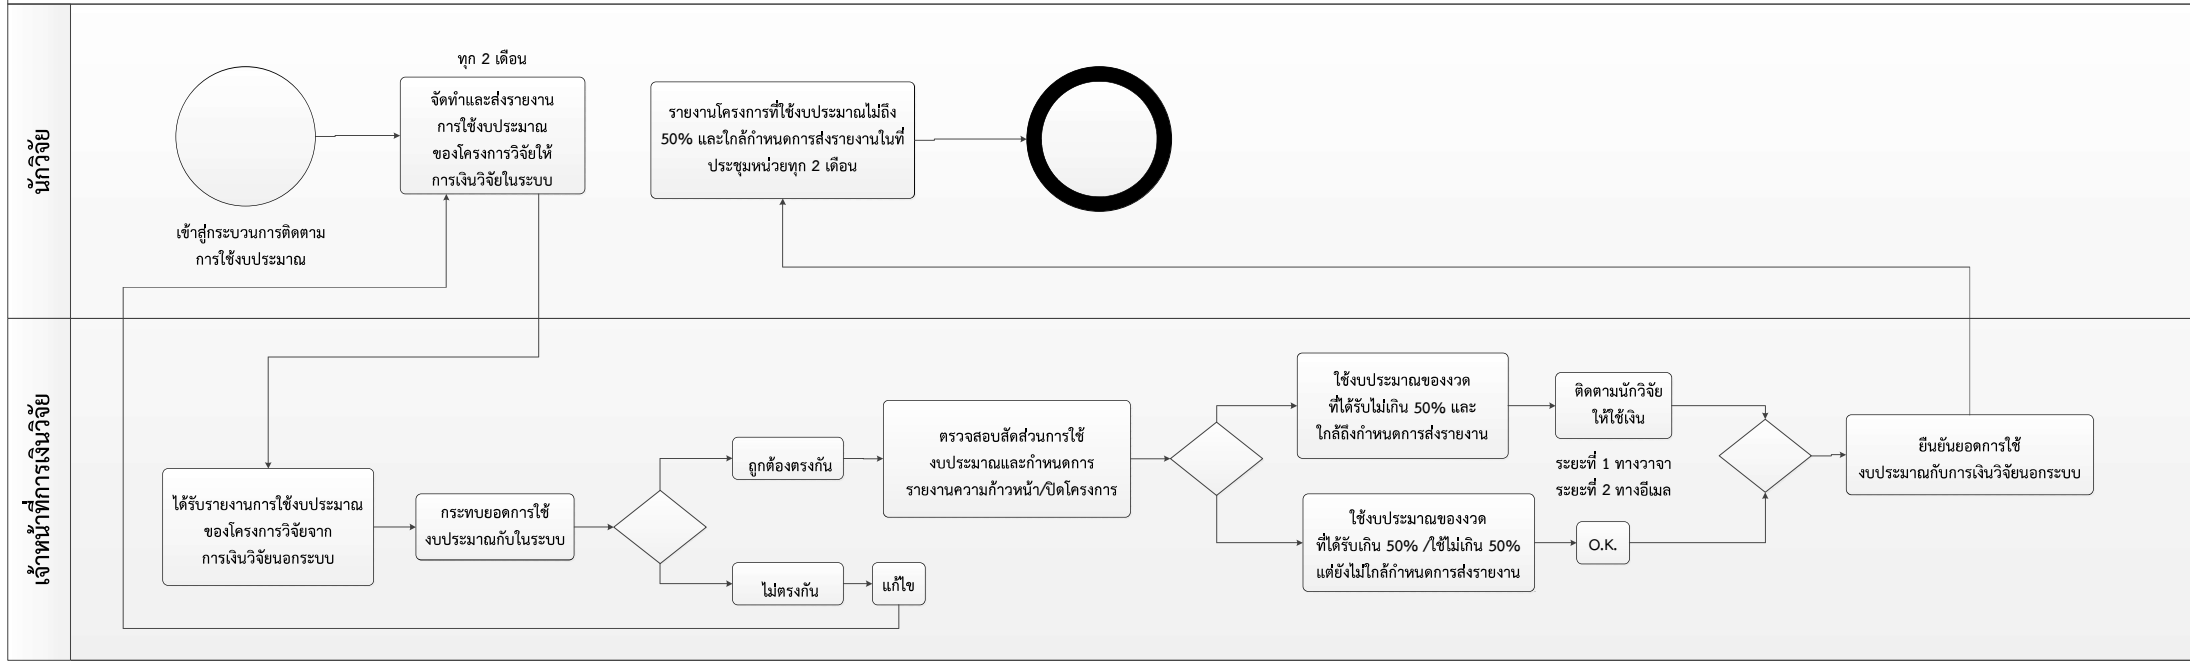 นักวิจัย
ทุก 2 เดือน
จัดทำและส่งรายงาน
การใช้งบประมาณ
ของโครงการวิจัยให้
การเงินวิจัยในระบบ
เข้าสู่กระบวนการติดตาม
การใช้งบประมาณ
รายงานโครงการที่ใช้งบประมาณไม่ถึง
50% และใกล้กำหนดการส่งรายงานในที่
ประชุมหน่วยทุก 2 เดือน
เจ้าหน้าที่การเงินวิจัย
ได้รับรายงานการใช้งบประมาณ
ของโครงการวิจัยจาก
การเงินวิจัยนอกระบบ
กระทบยอดการใช้
งบประมาณกับในระบบ
ถูกต้องตรงกัน
ไม่ตรงกัน
แก้ไข
ตรวจสอบสัดส่วนการใช้
งบประมาณและกำหนดการ
รายงานความก้าวหน้า/ปิดโครงการ
ใช้งบประมาณของงวด
ที่ได้รับไม่เกิน 50% และ
ใกล้ถึงกำหนดการส่งรายงาน
ติดตามนักวิจัย
ให้ใช้เงิน
ระยะที่ 1 ทางวาจา
ระยะที่ 2 ทางอีเมล
ใช้งบประมาณของงวด
ที่ได้รับเกิน 50% /ใช้ไม่เกิน 50%
แต่ยังไม่ใกล้กำหนดการส่งรายงาน
O.K.
ยืนยันยอดการใช้
งบประมาณกับการเงินวิจัยนอกระบบ